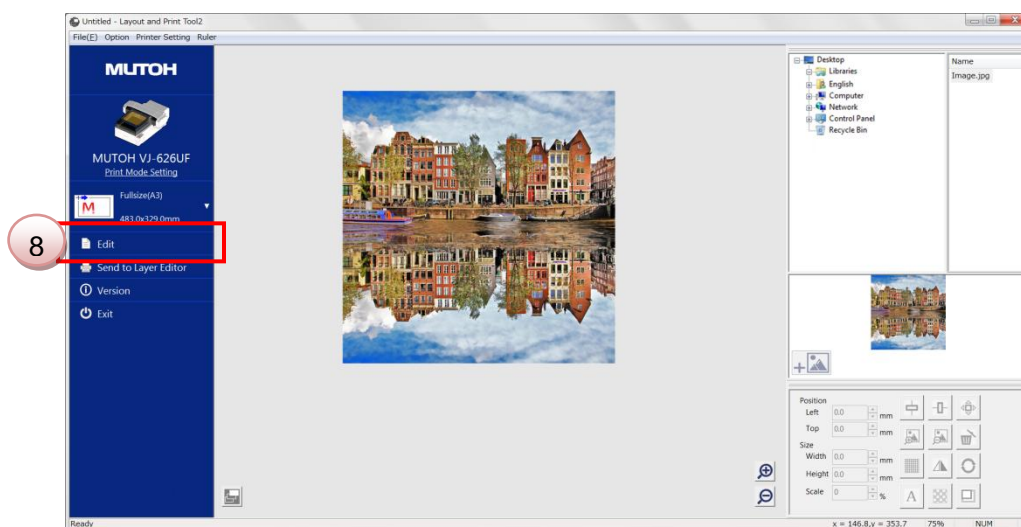 Untitled - Layout and Print Tool2
File(F) Option Printer Setting Ruler
MUTOH
MUTOH VJ-626UF
Print Mode Setting
M
Fullsize(A3)
483.0x329.0mm
8
Edit
Send to Layer Editor
Version
Exit
Desktop
Libraries
English
Computer
Network
Control Panel
Recycle Bin
Name
Image.jpg
Position
Left 0.0 mm
Top 0.0 mm
Size
Width 0.0 mm
Height 0.0 mm
Scale 0 %
A
Ready
x = 146.8,y = 353.7 75% NUM